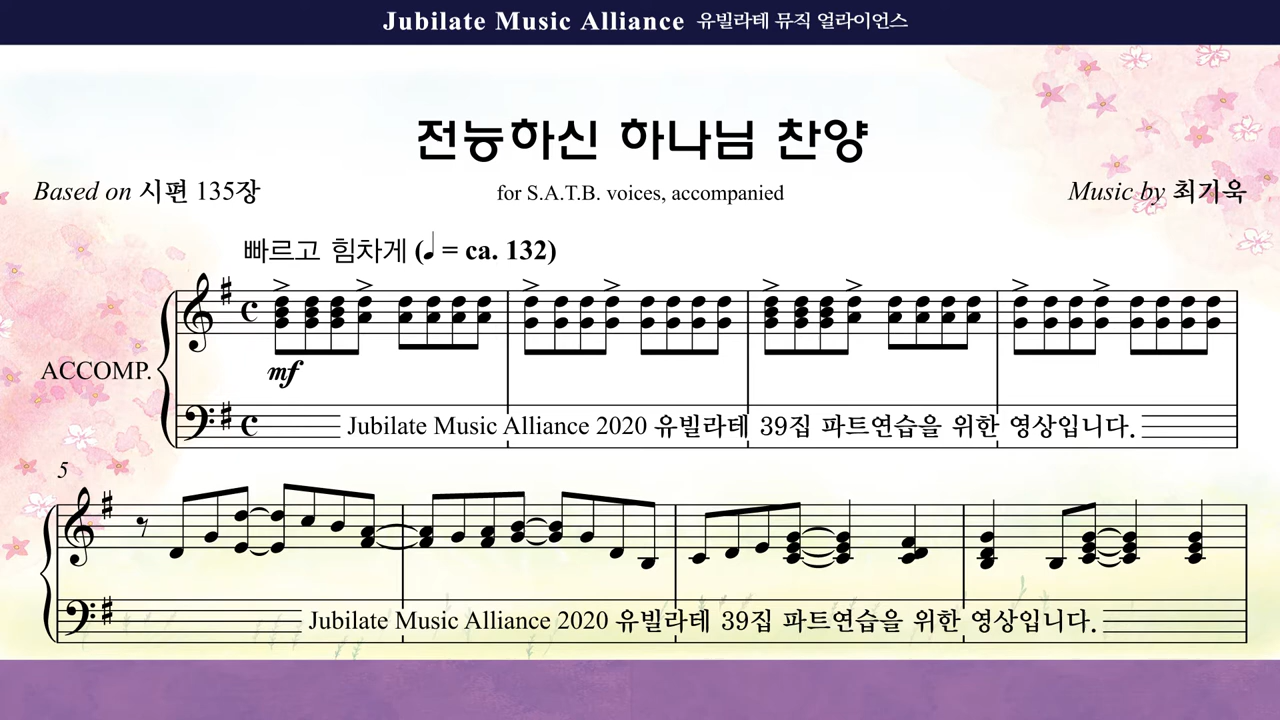 Jubilate Music Alliance 유빌라테 뮤직 얼라이언스
전능하신 하나님 찬양
Based on 시편 135장
for S.A.T.B. voices, accompanied
Music by 최기욱
빠르고 힘차게 (♩ = ca. 132)
ACCOMP.
mf
Jubilate Music Alliance 2020 유빌라테 39집 파트연습을 위한 영상입니다.
5
Jubilate Music Alliance 2020 유빌라테 39집 파트연습을 위한 영상입니다.